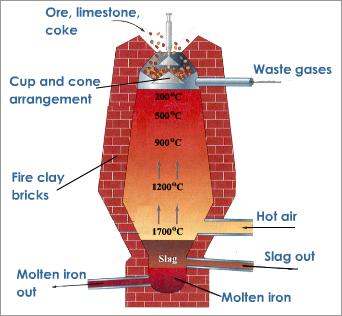 Ore, limestone,
coke
Cup and cone
arrangement
Waste gases
200°C
500°C
900°C
Fire clay
bricks
1200°C
Hot air
1700°C
Slag
Slag out
Molten iron
out
Molten iron